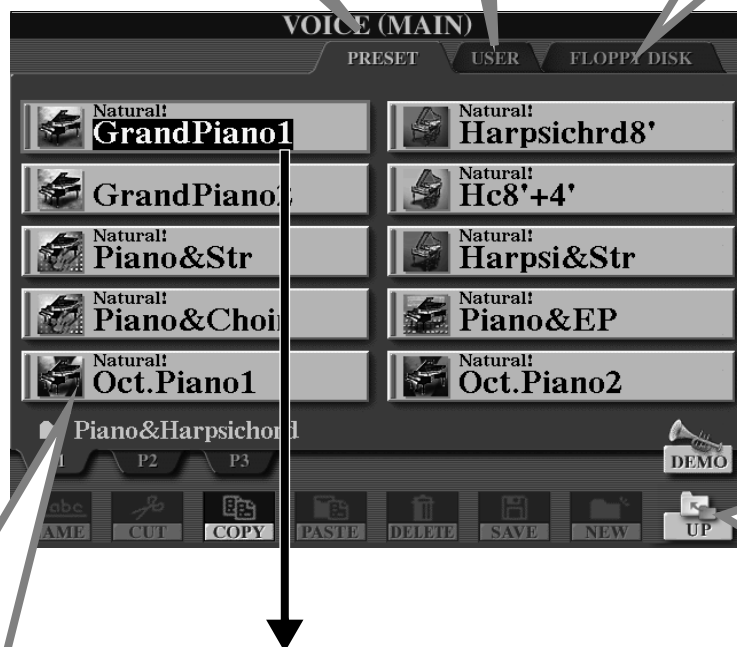 VOICE (MAIN)
PRESET USER FLOPPY DISK
Natural!
GrandPiano1
Natural!
Harpsichrd8'
GrandPiano2
Natural!
Hc8'+4'
Natural!
Piano&Str
Natural!
Harpsi&Str
Natural!
Piano&Choir
Natural!
Piano&EP
Natural!
Oct.Piano1
Natural!
Oct.Piano2
Piano&Harpsichord
P2 P3
DEMO
abc
CUT COPY PASTE DELETE SAVE NEW UP